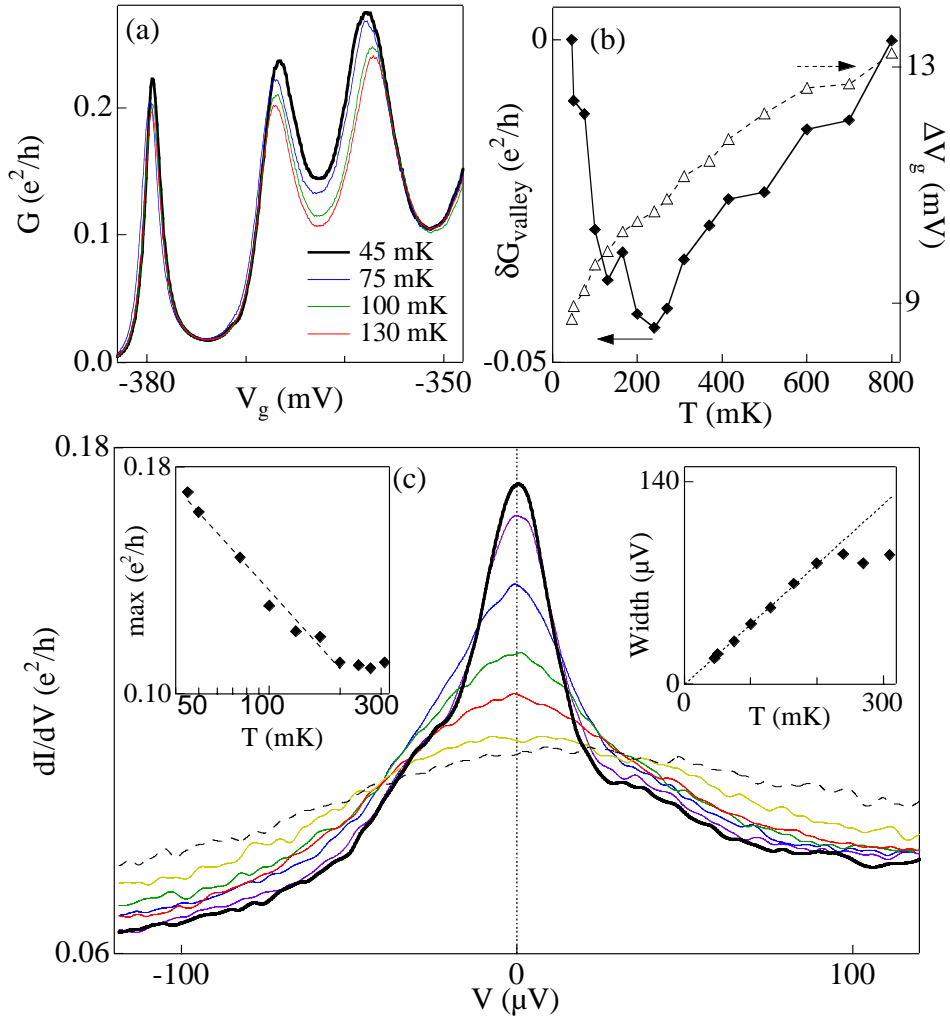 (a)
G (e²/h)
0.2
0.1
0.0
45 mK
75 mK
100 mK
130 mK
-380
-350
V_g (mV)
(b)
δG_valley (e²/h)
0
-0.05
ΔV_g (mV)
13
9
0
200
400
600
800
T (mK)
(c)
dI/dV (e²/h)
0.18
0.06
-100
0
100
V (μV)
max (e²/h)
0.18
0.10
50
100
300
T (mK)
Width (μV)
140
0
0
300
T (mK)